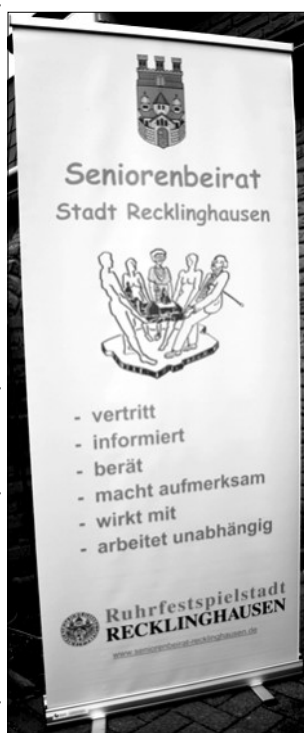 Seniorenbeirat
Stadt Recklinghausen
- vertritt
- informiert
- berät
- macht aufmerksam
- wirkt mit
- arbeitet unabhängig
Ruhrfestspielstadt
RECKLINGHAUSEN
www.seniorenbeirat-recklinghausen.de